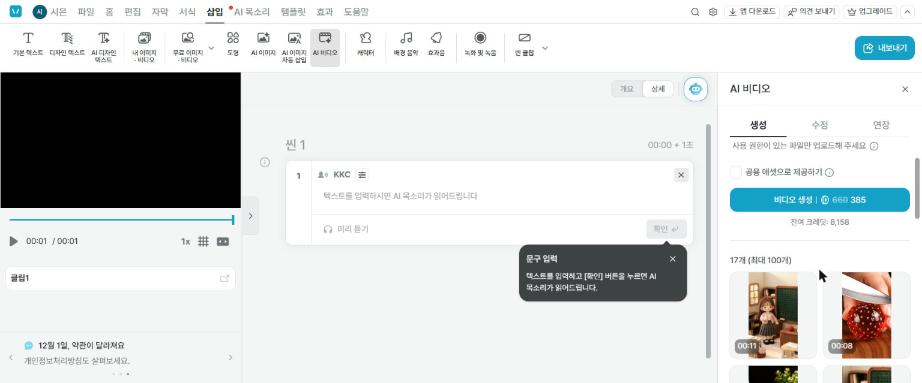 AI 시온 파일 홈 편집 자막 서식 삽입 AI 목소리 템플릿 효과 도움말
앱 다운로드 의견 보내기 업그레이드
기본 텍스트 디자인 텍스트 AI 디자인 텍스트 내 이미지 · 비디오 무료 이미지 · 비디오 도형 AI 이미지 AI 이미지 자동 삽입 AI 비디오 캐릭터 배경 음악 효과음 녹화 및 녹음 빈 클립
내보내기
00:01 / 00:01 1x
클립1
12월 1일, 약관이 달라져요
개인정보처리방침도 살펴보세요.
개요 상세
씬 1 00:00 + 1초
1 KKC
텍스트를 입력하시면 AI 목소리가 읽어드립니다
미리 듣기 확인
문구 입력
텍스트를 입력하고 [확인] 버튼을 누르면 AI
목소리가 읽어드립니다.
AI 비디오
생성 수정 연장
사용 권한이 있는 파일만 업로드해 주세요
공용 애셋으로 제공하기
비디오 생성 | 660 385
잔여 크레딧: 8,158
17개 (최대 100개)
00:11 00:08